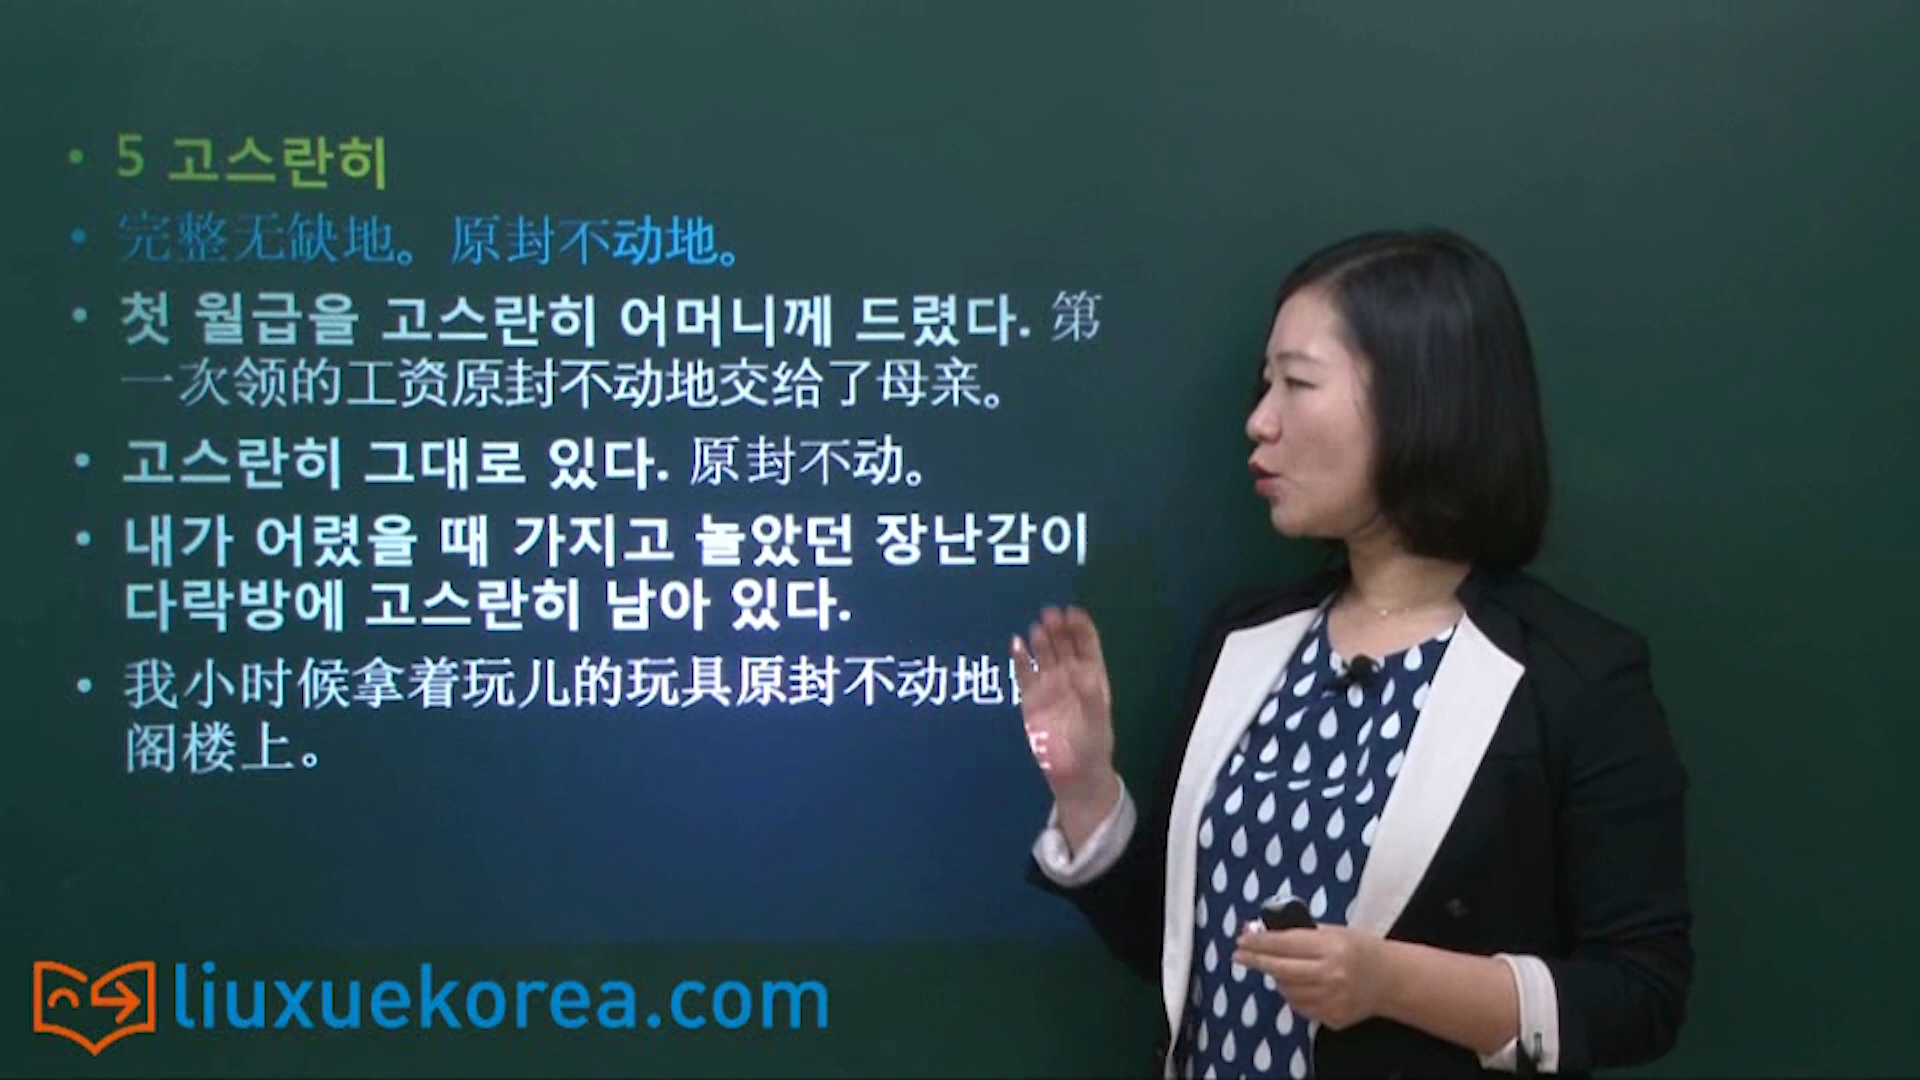 5 고스란히
完整无缺地。原封不动地。
첫 월급을 고스란히 어머니께 드렸다. 第
一次领的工资原封不动地交给了母亲。
고스란히 그대로 있다. 原封不动。
내가 어렸을 때 가지고 놀았던 장난감이
다락방에 고스란히 남아 있다.
我小时候拿着玩儿的玩具原封不动地
阁楼上。
liuxuekorea.com